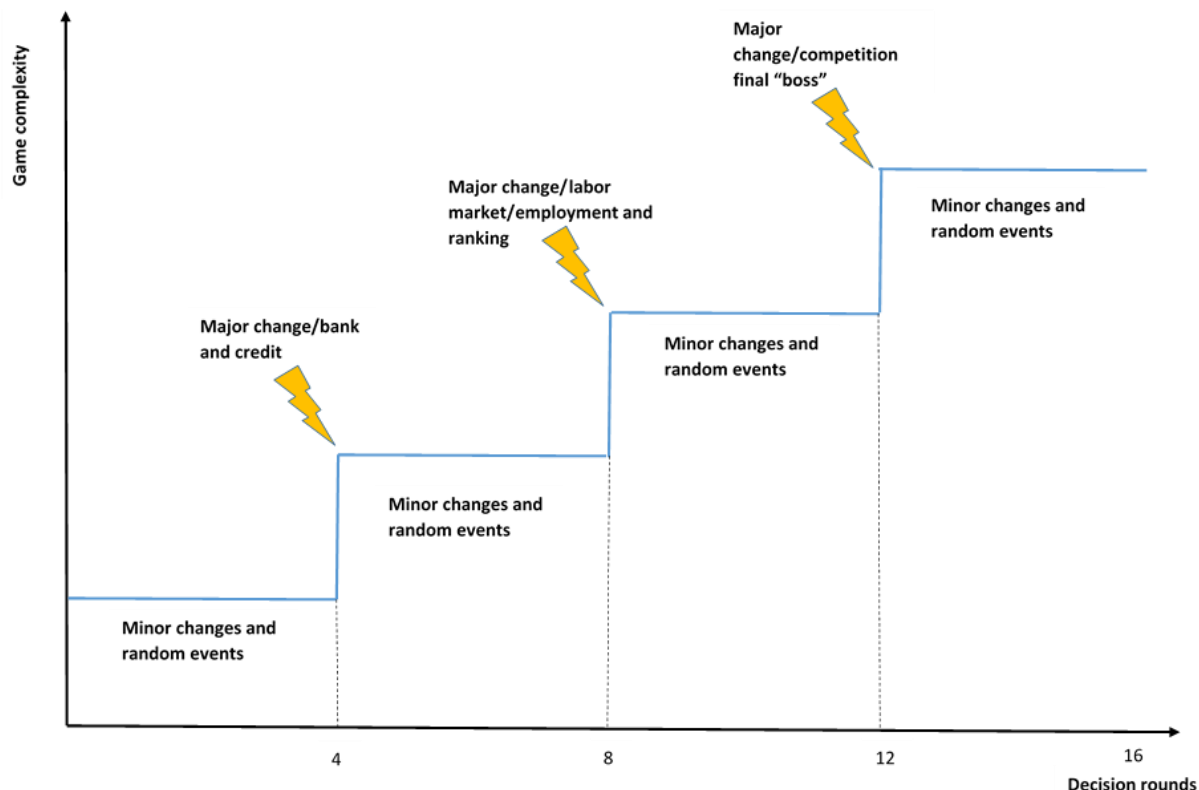 Game complexity
Major
change/competition
final “boss”
Major change/labor
market/employment and
ranking
Minor changes and
random events
Major change/bank
and credit
Minor changes and
random events
Minor changes and
random events
Minor changes and
random events
4
8
12
16
Decision rounds